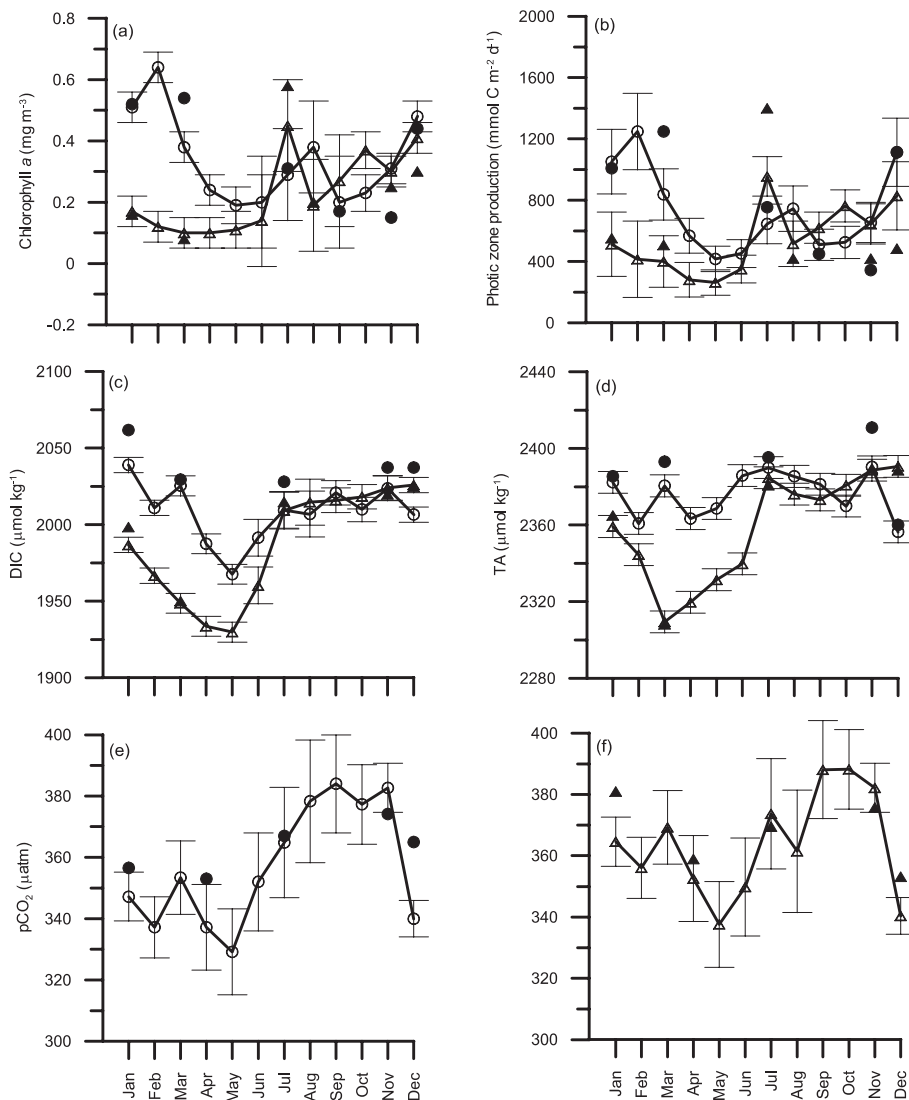 (a)
Chlorophyll a (mg m⁻³)
0.8
0.6
0.4
0.2
0
-0.2
(b)
Photic zone production (mmol C m⁻² d⁻¹)
2000
1600
1200
800
400
0
(c)
DIC (µmol kg⁻¹)
2100
2050
2000
1950
1900
(d)
TA (µmol kg⁻¹)
2440
2400
2360
2320
2280
(e)
pCO₂ (µatm)
400
380
360
340
320
300
Jan
Feb
Mar
Apr
May
Jun
Jul
Aug
Sep
Oct
Nov
Dec
(f)
400
380
360
340
320
300
Jan
Feb
Mar
Apr
May
Jun
Jul
Aug
Sep
Oct
Nov
Dec